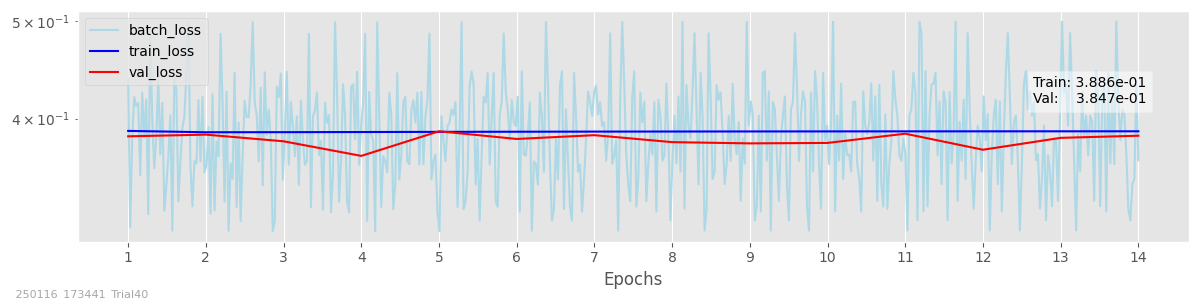 5 × 10⁻¹
4 × 10⁻¹
batch_loss
train_loss
val_loss
Train: 3.886e-01
Val: 3.847e-01
1 2 3 4 5 6 7 8 9 10 11 12 13 14
Epochs
250116_173441_Trial40